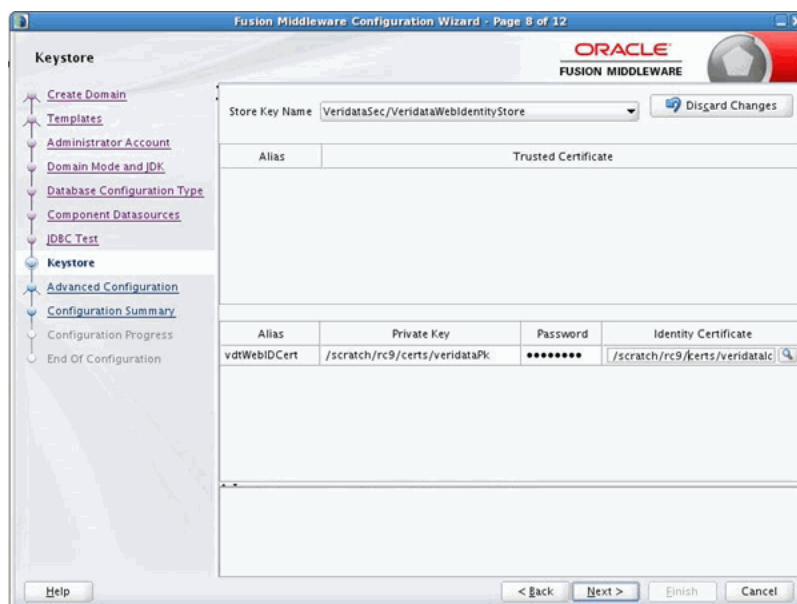 Fusion Middleware Configuration Wizard - Page 8 of 12
Keystore
ORACLE
FUSION MIDDLEWARE
Create Domain
Templates
Administrator Account
Domain Mode and JDK
Database Configuration Type
Component Datasources
JDBC Test
Keystore
Advanced Configuration
Configuration Summary
Configuration Progress
End Of Configuration
Store Key Name VeridataSec/VeridataWebIdentityStore Discard Changes
Alias Trusted Certificate
Alias Private Key Password Identity Certificate
vdtWebIDCert /scratch/rc9/certs/veridataPk •••••••• /scratch/rc9/certs/veridataIc
Help < Back Next > Finish Cancel